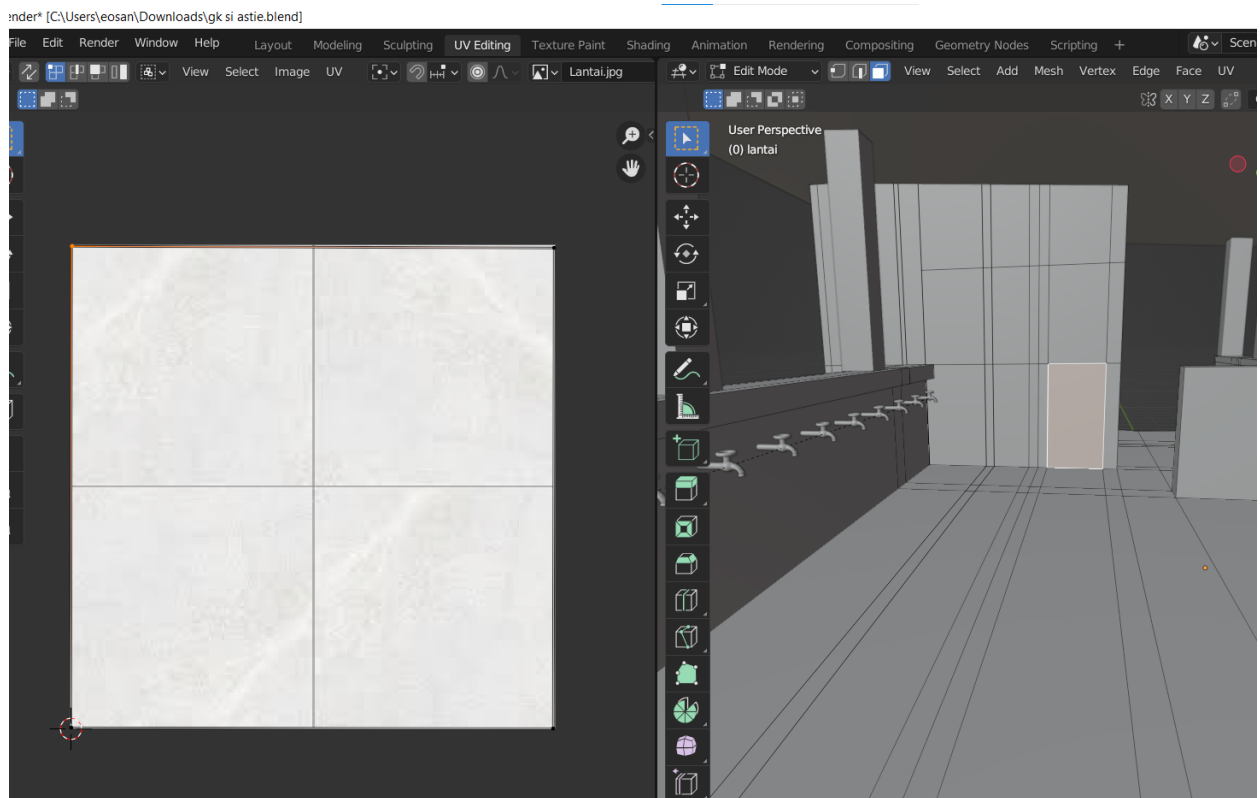 ender* [C:\Users\eosan\Downloads\gk si astie.blend]
File Edit Render Window Help Layout Modeling Sculpting UV Editing Texture Paint Shading Animation Rendering Compositing Geometry Nodes Scripting + Scen
View Select Image UV Lantai.jpg
Edit Mode View Select Add Mesh Vertex Edge Face UV
X Y Z
User Perspective
(0) lantai